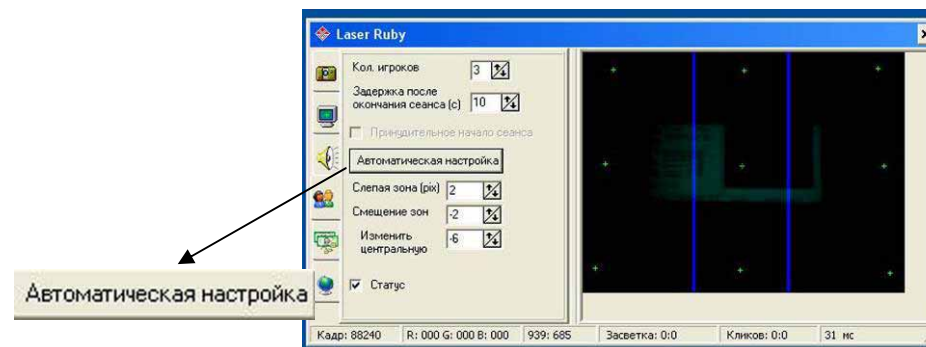 Laser Ruby
Кол. игроков 3
Задержка после
окончания сеанса (с) 10
Принудительное начало сеанса
Автоматическая настройка
Слепая зона (pix) 2
Смещение зон -2
Изменить
центральную -6
Статус
Автоматическая настройка
Кадр: 88240 R: 000 G: 000 B: 000 939: 685 Засветка: 0:0 Кликов: 0:0 31 мс